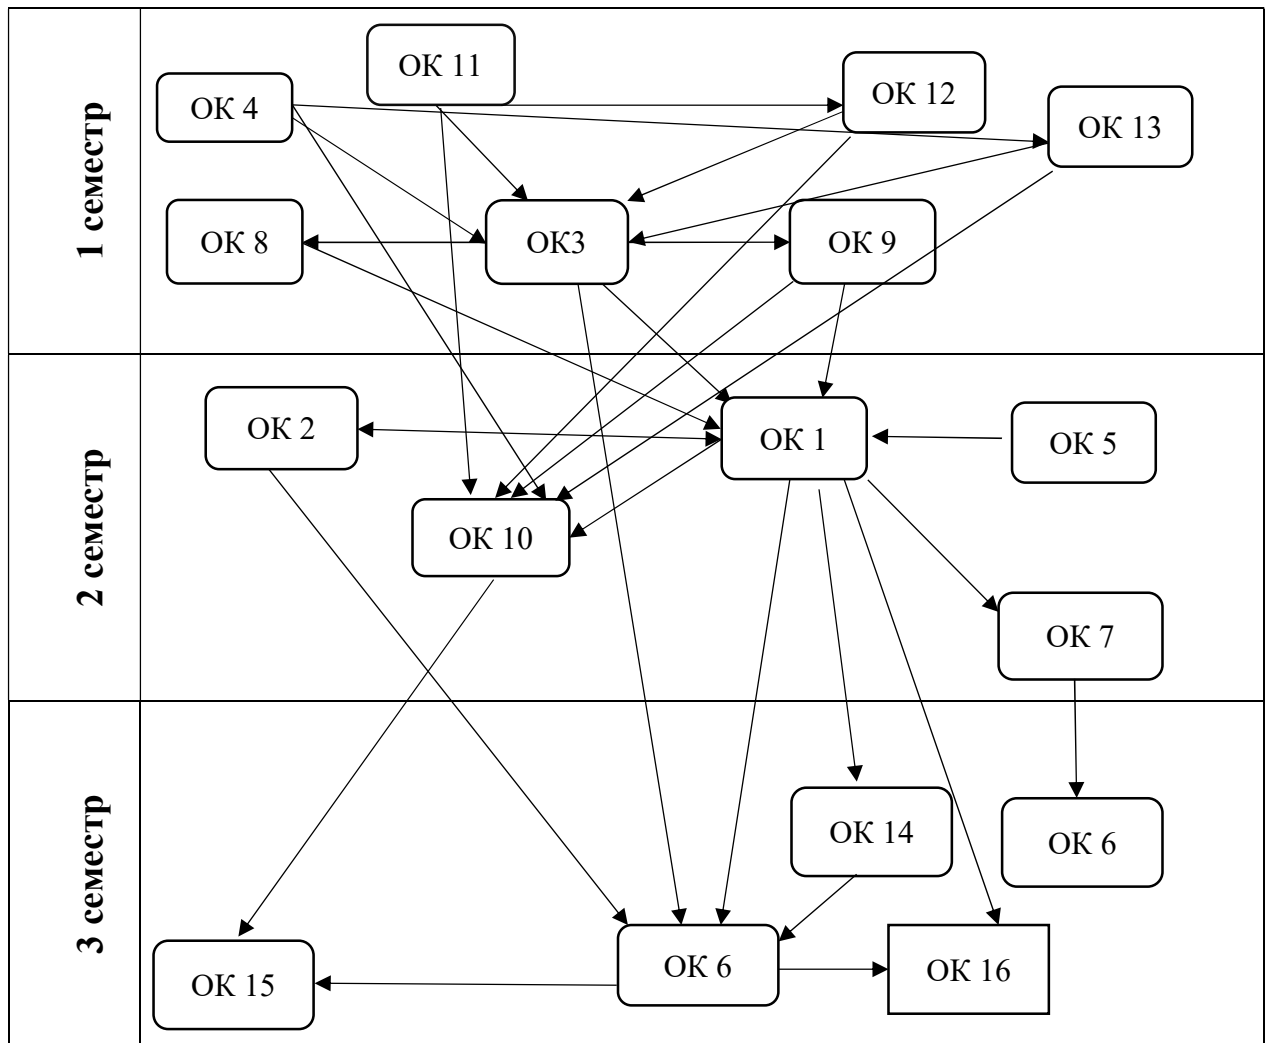 1 семестр
ОК 11
ОК 4
ОК 12
ОК 13
ОК 8
ОК3
ОК 9
2 семестр
ОК 2
ОК 1
ОК 5
ОК 10
ОК 7
3 семестр
ОК 14
ОК 6
ОК 15
ОК 6
ОК 16